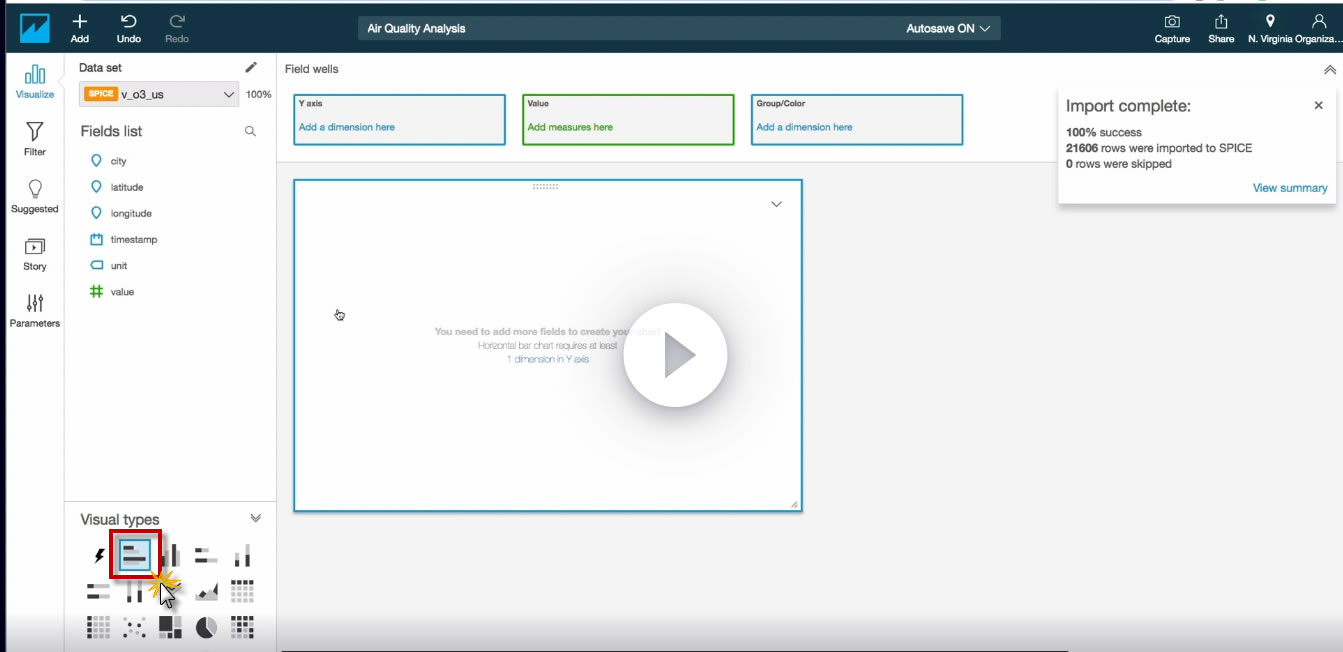 Add
Undo
Redo
Air Quality Analysis
Autosave ON
Capture
Share
N. Virginia
Organiza...
Visualize
Filter
Suggested
Story
Parameters
Data set
SPICE v_o3_us
100%
Fields list
city
latitude
longitude
timestamp
unit
value
Visual types
Field wells
Y axis
Add a dimension here
Value
Add measures here
Group/Color
Add a dimension here
You need to add more fields to create your chart
Horizontal bar chart requires at least
1 dimension in Y axis
Import complete:
100% success
21606 rows were imported to SPICE
0 rows were skipped
View summary